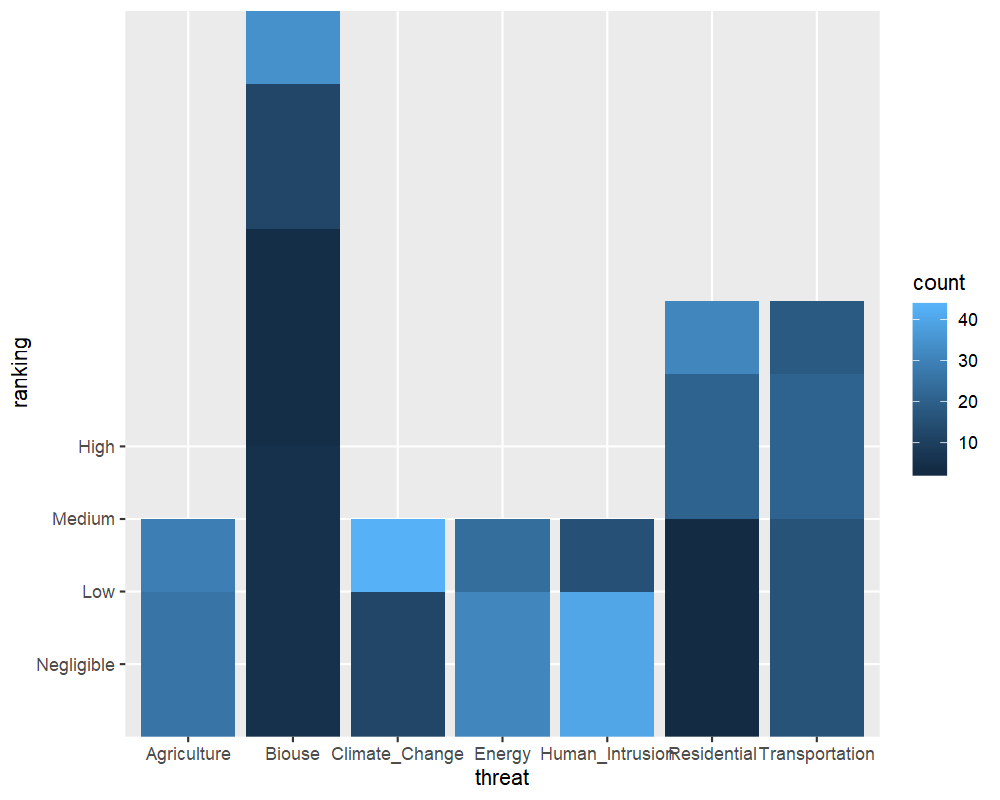 ranking
High
Medium
Low
Negligible
Agriculture Biouse Climate_Change Energy Human_Intrusion Residential Transportation
threat
count
40
30
20
10